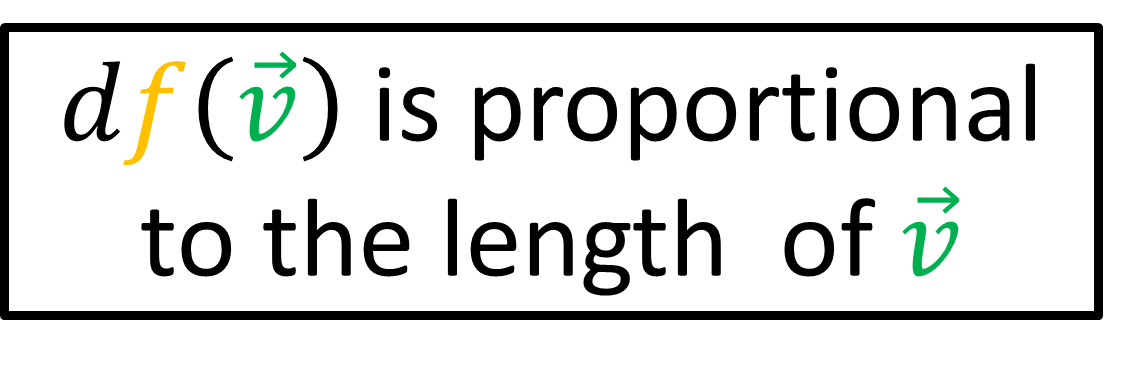 df(v⃗) is proportional
to the length of v⃗